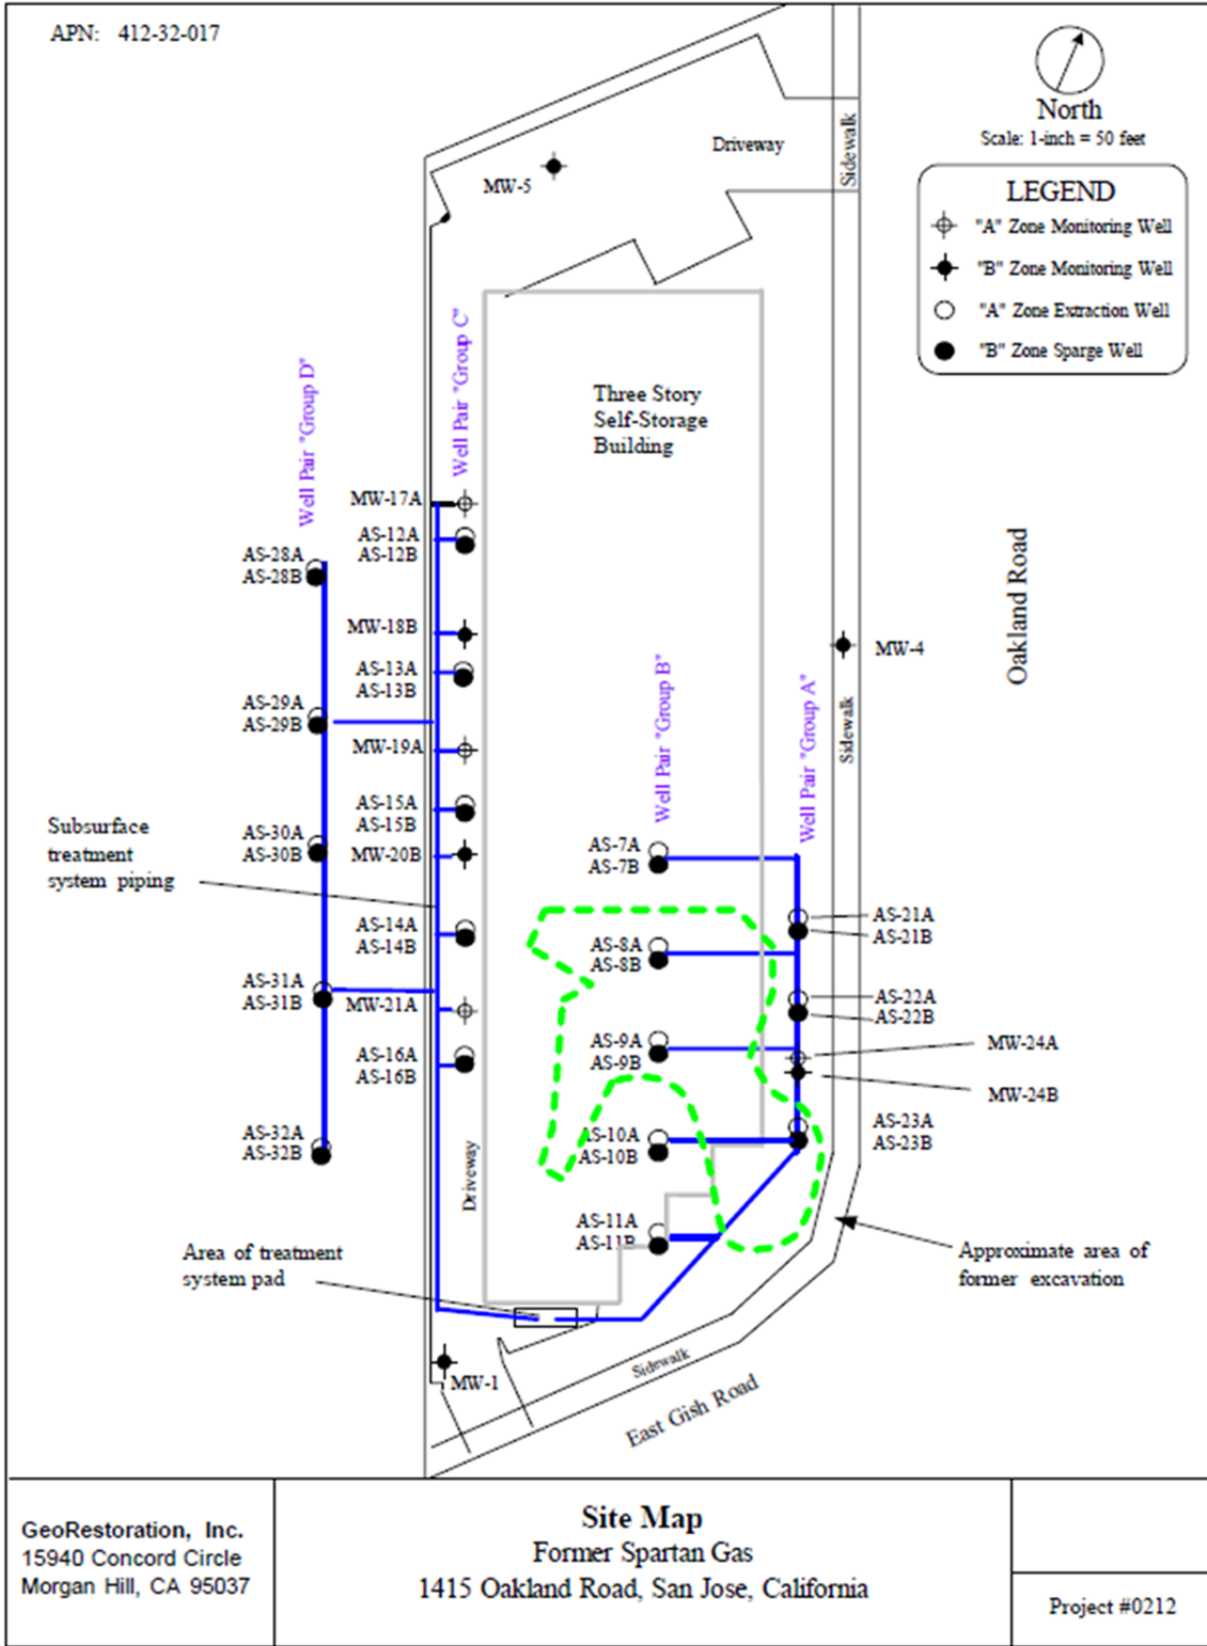 APN: 412-32-017
North
Scale: 1-inch = 50 feet
LEGEND
"A" Zone Monitoring Well
"B" Zone Monitoring Well
"A" Zone Extraction Well
"B" Zone Sparge Well
Driveway
Sidewalk
MW-5
Three Story
Self-Storage
Building
Well Pair "Group D"
Well Pair "Group C"
MW-17A
AS-12A
AS-12B
AS-28A
AS-28B
MW-18B
AS-13A
AS-13B
Oakland Road
MW-4
Sidewalk
Well Pair "Group B"
Well Pair "Group A"
AS-29A
AS-29B
MW-19A
AS-15A
AS-15B
MW-20B
AS-30A
AS-30B
Subsurface
treatment
system piping
AS-7A
AS-7B
AS-14A
AS-14B
AS-8A
AS-8B
AS-21A
AS-21B
AS-31A
AS-31B
MW-21A
AS-22A
AS-22B
AS-16A
AS-16B
AS-9A
AS-9B
MW-24A
MW-24B
AS-32A
AS-32B
AS-10A
AS-10B
AS-23A
AS-23B
Driveway
AS-11A
AS-11B
Area of treatment
system pad
Approximate area of
former excavation
MW-1
Sidewalk
East Gish Road
GeoRestoration, Inc.
15940 Concord Circle
Morgan Hill, CA 95037
Site Map
Former Spartan Gas
1415 Oakland Road, San Jose, California
Project #0212